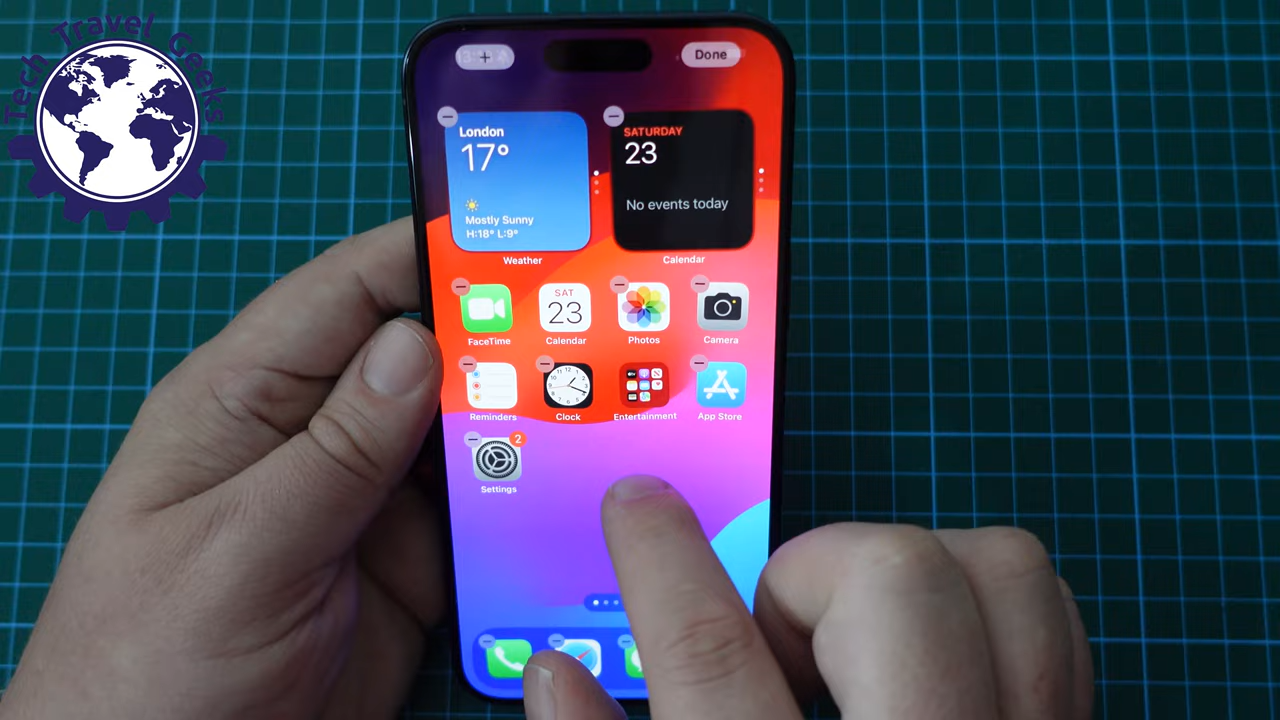 Tech Travel Geeks
+
Done
London
17°
Mostly Sunny
H:18° L:9°
Weather
SATURDAY
23
No events today
Calendar
FaceTime
SAT
23
Calendar
Photos
Camera
Reminders
Clock
Entertainment
App Store
2
Settings